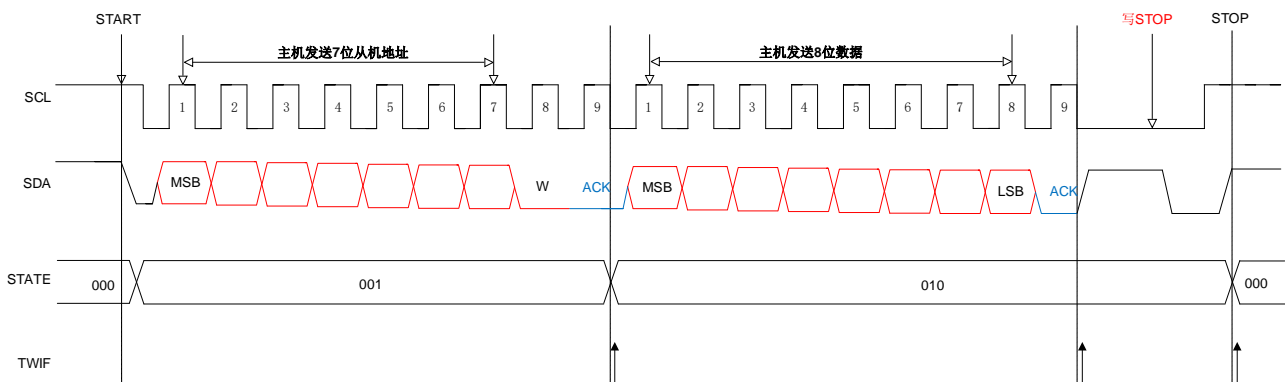 START 写STOP STOP
主机发送7位从机地址 主机发送8位数据
SCL 1 2 3 4 5 6 7 8 9 1 2 3 4 5 6 7 8 9
SDA MSB W ACK MSB LSB ACK
STATE 000 001 010 000
TWIF